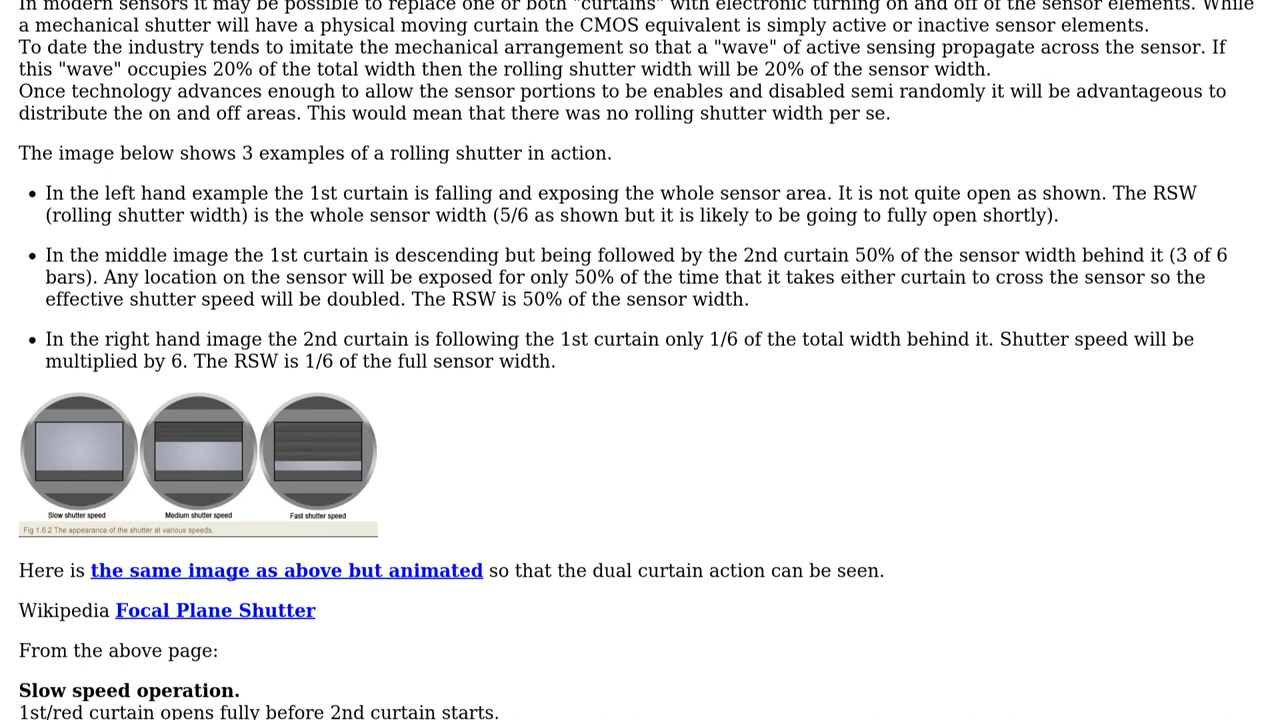 In modern sensors it may be possible to replace one or both "curtains" with electronic turning on and off of the sensor elements. While
a mechanical shutter will have a physical moving curtain the CMOS equivalent is simply active or inactive sensor elements.
To date the industry tends to imitate the mechanical arrangement so that a "wave" of active sensing propagate across the sensor. If
this "wave" occupies 20% of the total width then the rolling shutter width will be 20% of the sensor width.
Once technology advances enough to allow the sensor portions to be enables and disabled semi randomly it will be advantageous to
distribute the on and off areas. This would mean that there was no rolling shutter width per se.
The image below shows 3 examples of a rolling shutter in action.
• In the left hand example the 1st curtain is falling and exposing the whole sensor area. It is not quite open as shown. The RSW
(rolling shutter width) is the whole sensor width (5/6 as shown but it is likely to be going to fully open shortly).
• In the middle image the 1st curtain is descending but being followed by the 2nd curtain 50% of the sensor width behind it (3 of 6
bars). Any location on the sensor will be exposed for only 50% of the time that it takes either curtain to cross the sensor so the
effective shutter speed will be doubled. The RSW is 50% of the sensor width.
• In the right hand image the 2nd curtain is following the 1st curtain only 1/6 of the total width behind it. Shutter speed will be
multiplied by 6. The RSW is 1/6 of the full sensor width.
Slow shutter speed Medium shutter speed Fast shutter speed
Fig 1.6.2 The appearance of the shutter at various speeds.
Here is the same image as above but animated so that the dual curtain action can be seen.
Wikipedia Focal Plane Shutter
From the above page:
Slow speed operation.
1st/red curtain opens fully before 2nd curtain starts.